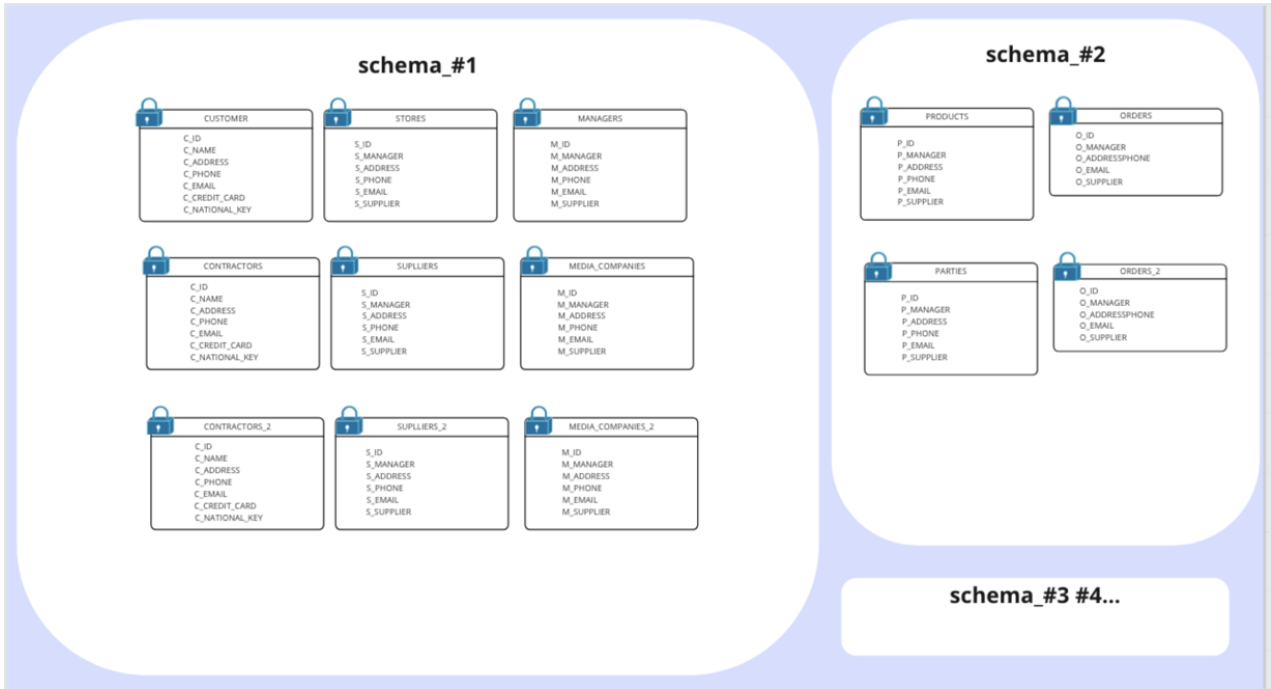 schema_#1
CUSTOMER
C_ID
C_NAME
C_ADDRESS
C_PHONE
C_EMAIL
C_CREDIT_CARD
C_NATIONAL_KEY
STORES
S_ID
S_MANAGER
S_ADDRESS
S_PHONE
S_EMAIL
S_SUPPLIER
MANAGERS
M_ID
M_MANAGER
M_ADDRESS
M_PHONE
M_EMAIL
M_SUPPLIER
CONTRACTORS
C_ID
C_NAME
C_ADDRESS
C_PHONE
C_EMAIL
C_CREDIT_CARD
C_NATIONAL_KEY
SUPLLIERS
S_ID
S_MANAGER
S_ADDRESS
S_PHONE
S_EMAIL
S_SUPPLIER
MEDIA_COMPANIES
M_ID
M_MANAGER
M_ADDRESS
M_PHONE
M_EMAIL
M_SUPPLIER
CONTRACTORS_2
C_ID
C_NAME
C_ADDRESS
C_PHONE
C_EMAIL
C_CREDIT_CARD
C_NATIONAL_KEY
SUPLLIERS_2
S_ID
S_MANAGER
S_ADDRESS
S_PHONE
S_EMAIL
S_SUPPLIER
MEDIA_COMPANIES_2
M_ID
M_MANAGER
M_ADDRESS
M_PHONE
M_EMAIL
M_SUPPLIER
schema_#2
PRODUCTS
P_ID
P_MANAGER
P_ADDRESS
P_PHONE
P_EMAIL
P_SUPPLIER
ORDERS
O_ID
O_MANAGER
O_ADDRESSPHONE
O_EMAIL
O_SUPPLIER
PARTIES
P_ID
P_MANAGER
P_ADDRESS
P_PHONE
P_EMAIL
P_SUPPLIER
ORDERS_2
O_ID
O_MANAGER
O_ADDRESSPHONE
O_EMAIL
O_SUPPLIER
schema_#3 #4...